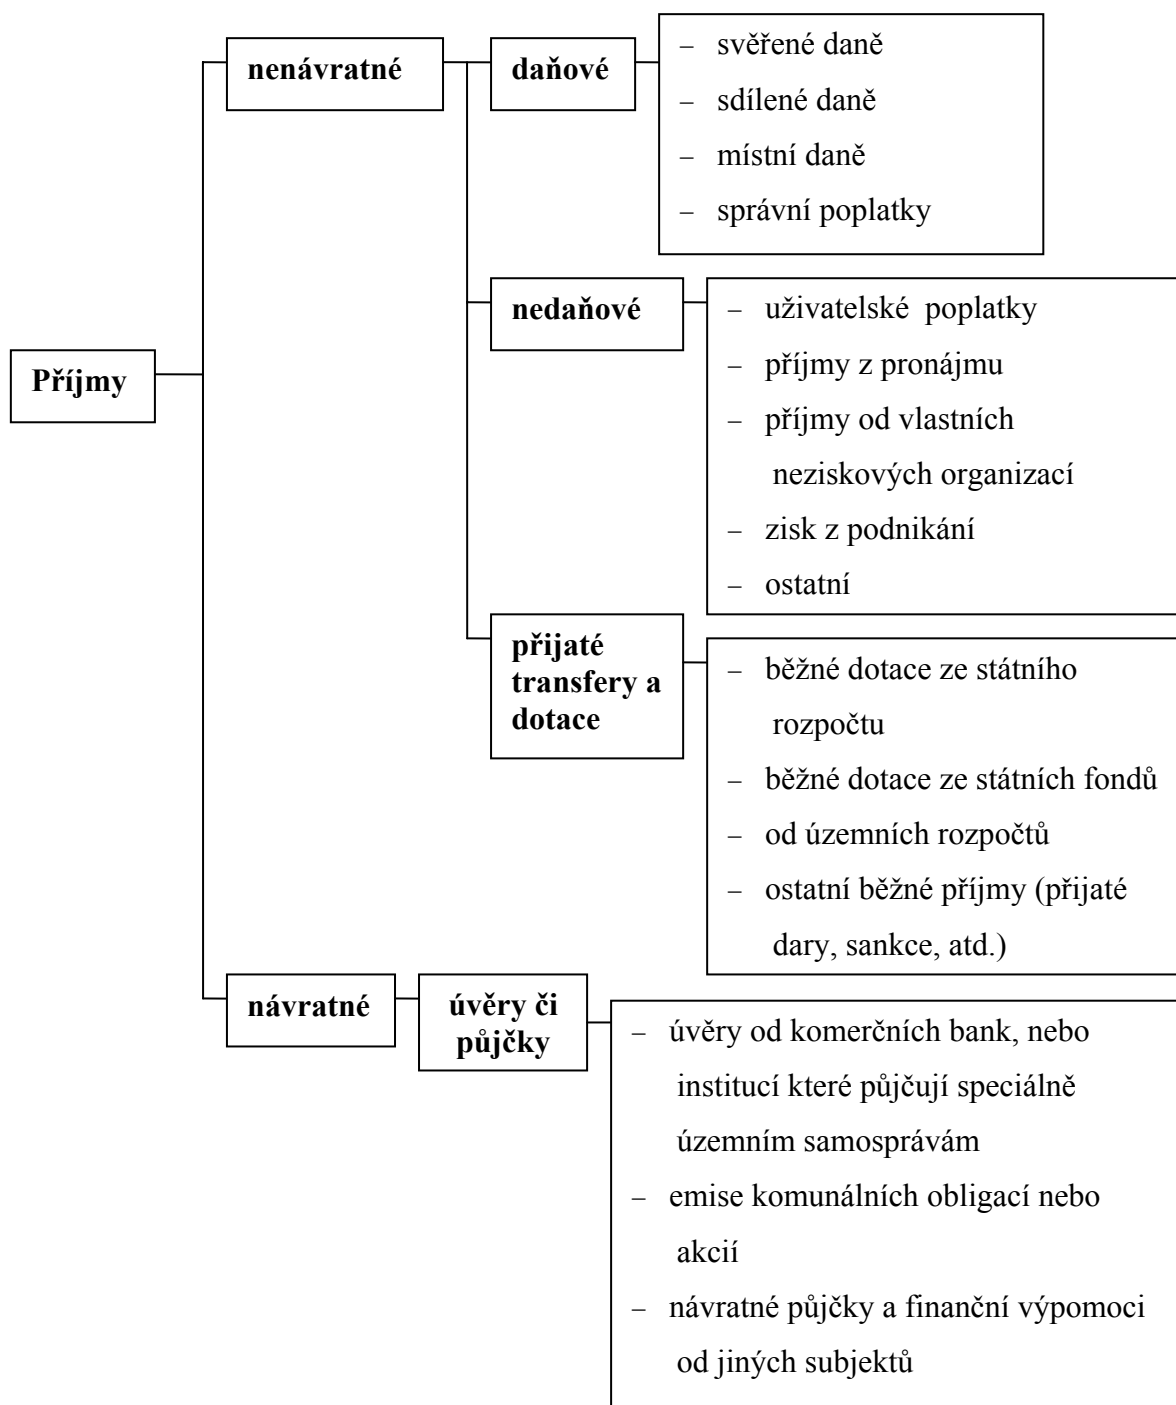 nenávratné
daňové
– svěřené daně
– sdílené daně
– místní daně
– správní poplatky
nedaňové
– uživatelské poplatky
– příjmy z pronájmu
– příjmy od vlastních
neziskových organizací
– zisk z podnikání
– ostatní
Příjmy
přijaté
transfery a
dotace
– běžné dotace ze státního
rozpočtu
– běžné dotace ze státních fondů
– od územních rozpočtů
– ostatní běžné příjmy (přijaté
dary, sankce, atd.)
návratné
úvěry či
půjčky
– úvěry od komerčních bank, nebo
institucí které půjčují speciálně
územním samosprávám
– emise komunálních obligací nebo
akcií
– návratné půjčky a finanční výpomoci
od jiných subjektů